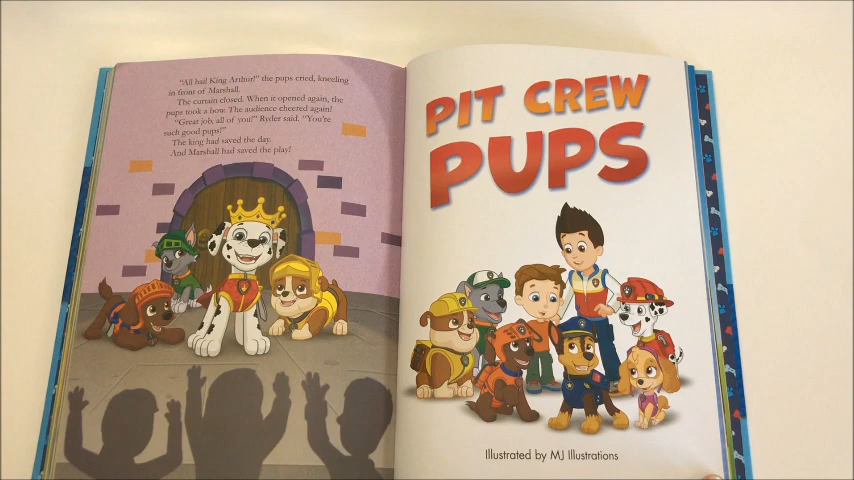 "All hail King Arthur!" the pups cried, kneeling
in front of Marshall.
The curtain closed. When it opened again, the
pups took a bow. The audience cheered again!
"Great job, all of you!" Ryder said. "You're
such good pups!"
The king had saved the day.
And Marshall had saved the play!
PIT CREW
PUPS
Illustrated by MJ Illustrations